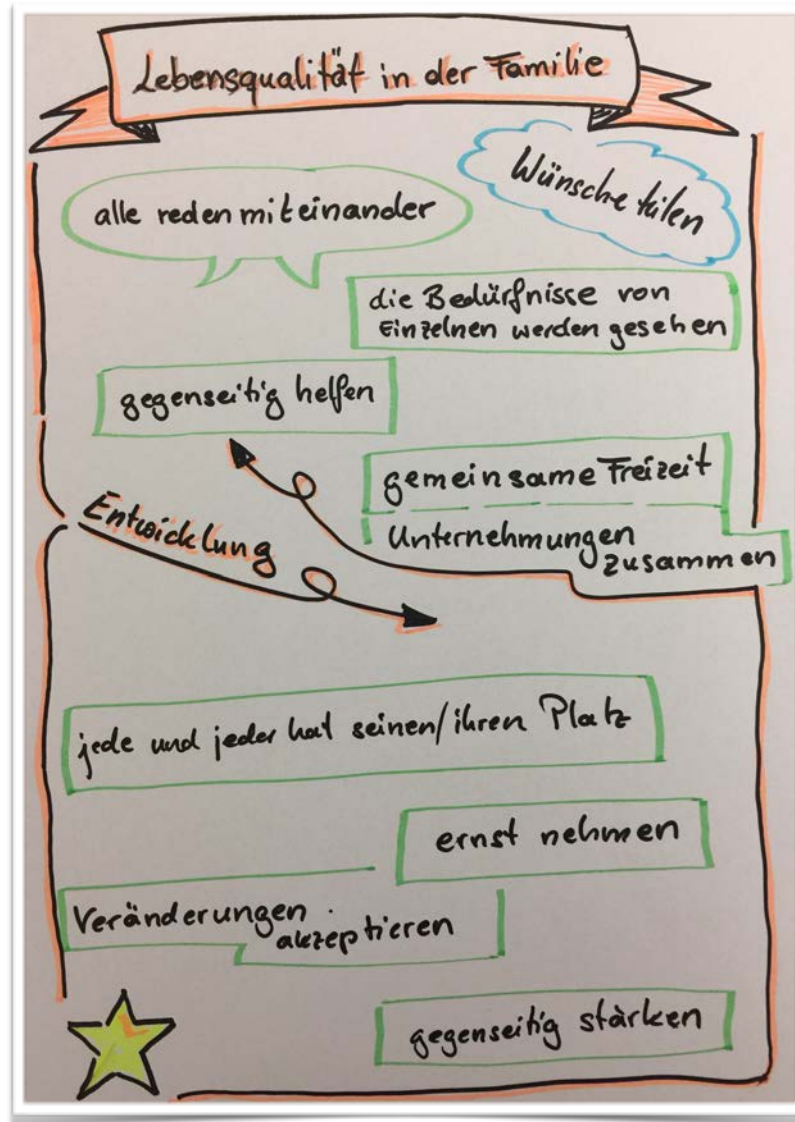 Lebensqualität in der Familie
alle reden miteinander
Wünsche teilen
die Bedürfnisse von
Einzelnen werden gesehen
gegenseitig helfen
gemeinsame Freizeit
Unternehmungen
zusammen
Entwicklung
jede und jeder hat seinen/ihren Platz
ernst nehmen
Veränderungen
akzeptieren
gegenseitig stärken